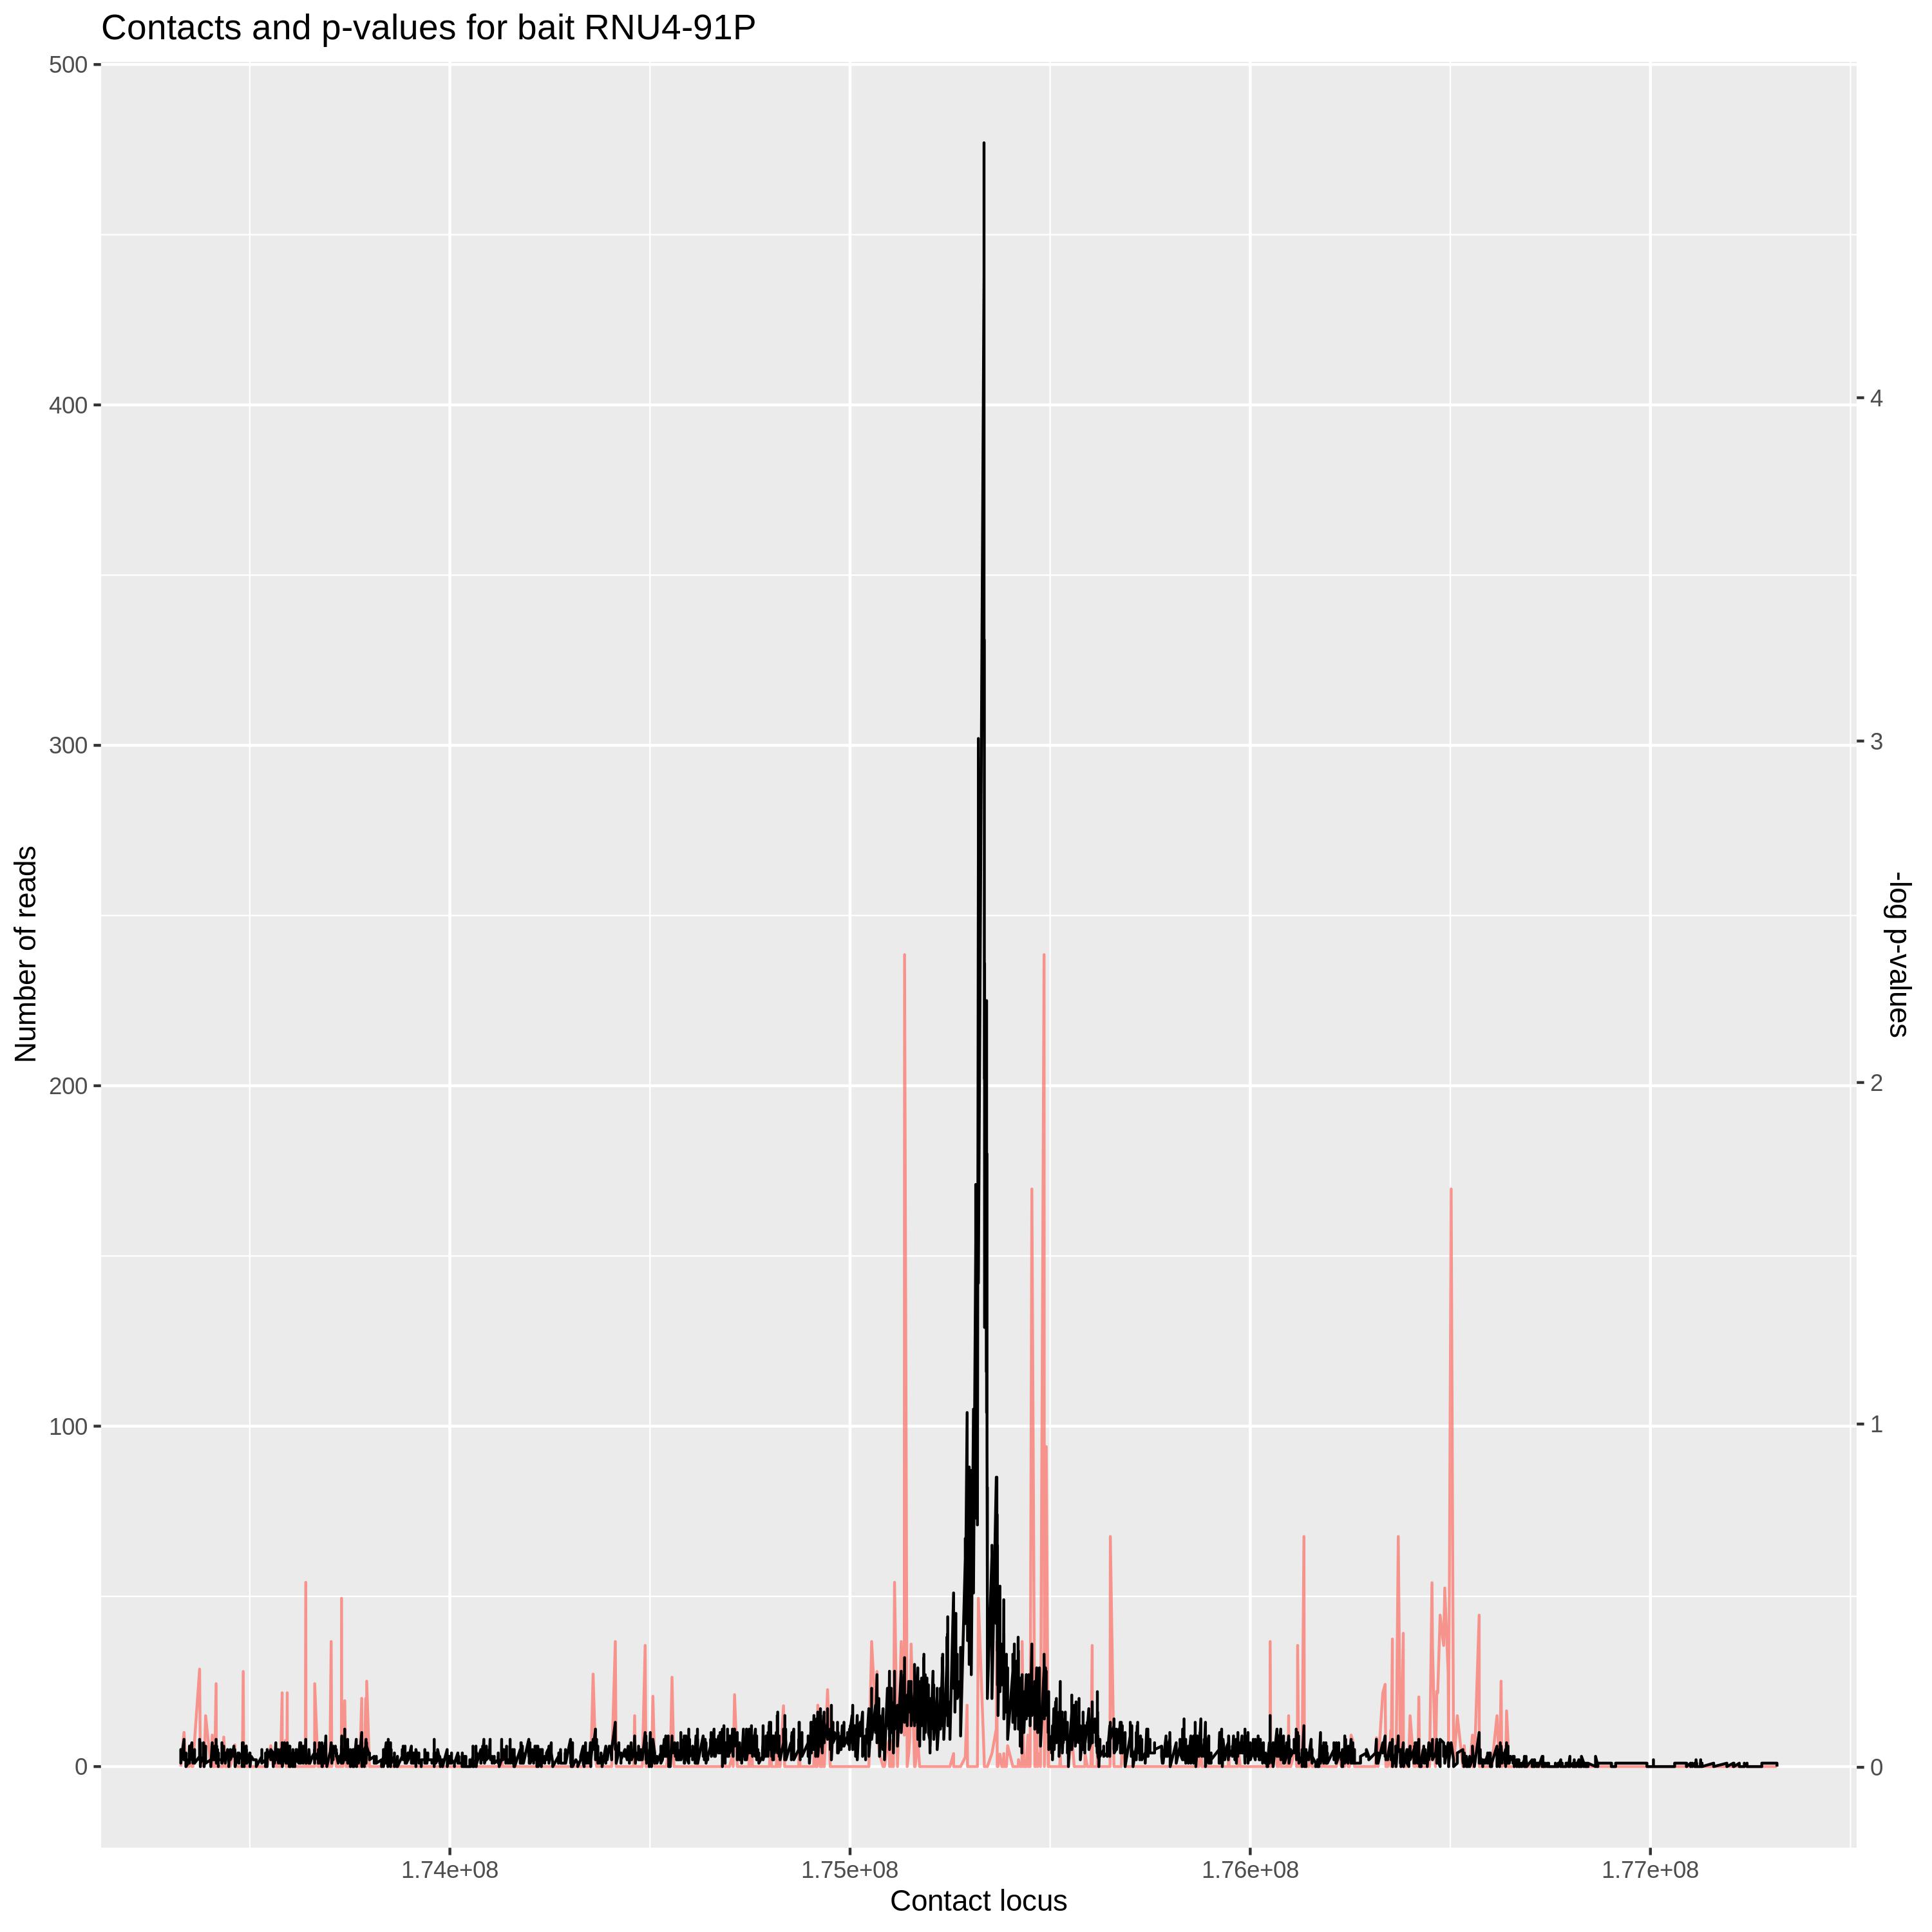 Contacts and p-values for bait RNU4-91P
500
400
300
200
100
0
Number of reads
4
3
2
1
0
-log p-values
1.74e+08
1.75e+08
1.76e+08
1.77e+08
Contact locus